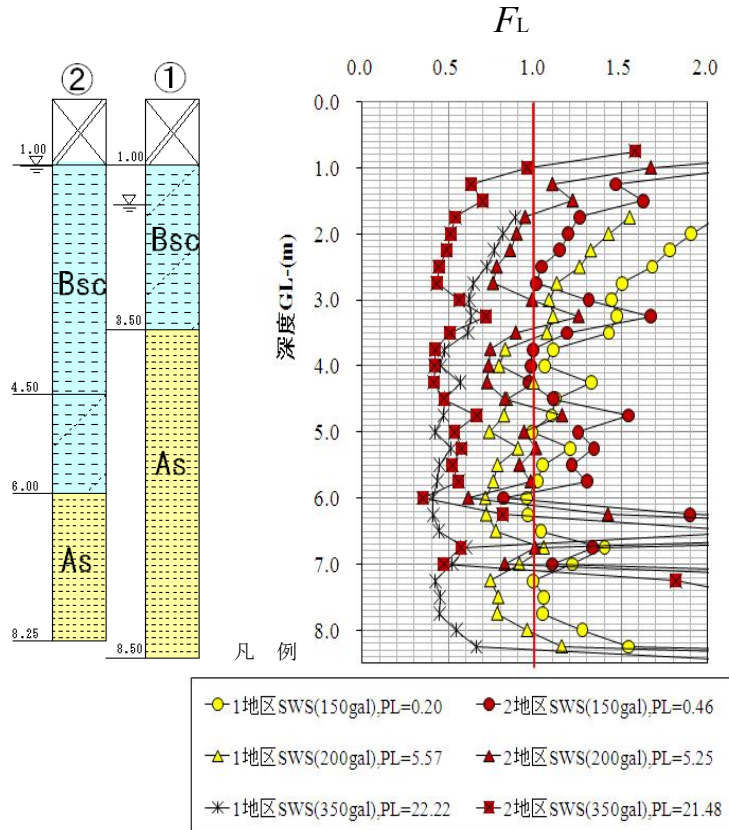 F_L
0.0 0.5 1.0 1.5 2.0
② ①
1.00 1.00
Bsc Bsc
3.50
4.50
6.00
As As
8.25
8.50
深度GL-(m)
0.0
1.0
2.0
3.0
4.0
5.0
6.0
7.0
8.0
凡 例
1地区SWS(150gal),PL=0.20 2地区SWS(150gal),PL=0.46
1地区SWS(200gal),PL=5.57 2地区SWS(200gal),PL=5.25
1地区SWS(350gal),PL=22.22 2地区SWS(350gal),PL=21.48